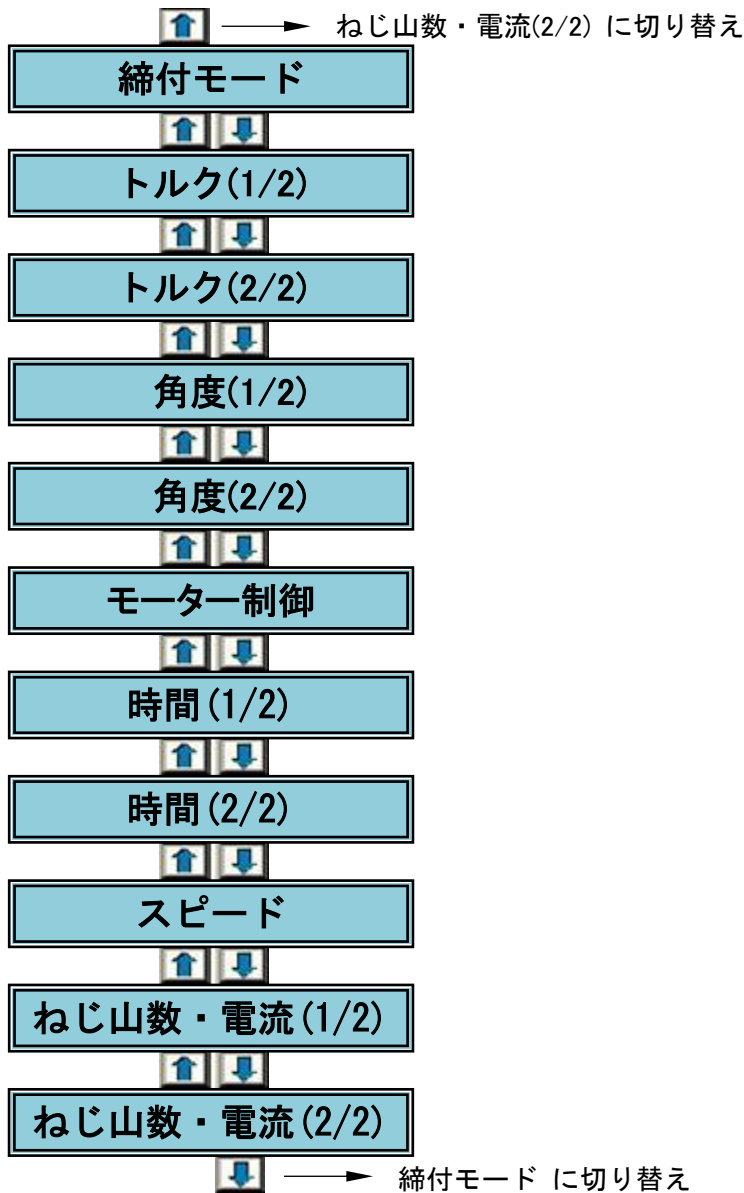 ねじ山数・電流(2/2) に切り替え
締付モード
トルク(1/2)
トルク(2/2)
角度(1/2)
角度(2/2)
モーター制御
時間(1/2)
時間(2/2)
スピード
ねじ山数・電流(1/2)
ねじ山数・電流(2/2)
締付モード に切り替え